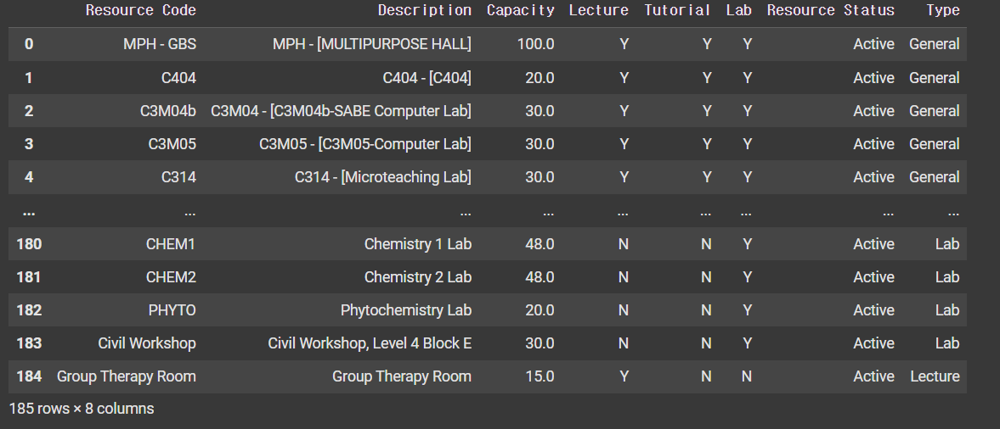 Resource Code Description Capacity Lecture Tutorial Lab Resource Status Type
0 MPH - GBS MPH - [MULTIPURPOSE HALL] 100.0 Y Y Y Active General
1 C404 C404 - [C404] 20.0 Y Y Y Active General
2 C3M04b C3M04 - [C3M04b-SABE Computer Lab] 30.0 Y Y Y Active General
3 C3M05 C3M05 - [C3M05-Computer Lab] 30.0 Y Y Y Active General
4 C314 C314 - [Microteaching Lab] 30.0 Y Y Y Active General
... ... ... ... ... ... ... ... ...
180 CHEM1 Chemistry 1 Lab 48.0 N N Y Active Lab
181 CHEM2 Chemistry 2 Lab 48.0 N N Y Active Lab
182 PHYTO Phytochemistry Lab 20.0 N N Y Active Lab
183 Civil Workshop Civil Workshop, Level 4 Block E 30.0 N N Y Active Lab
184 Group Therapy Room Group Therapy Room 15.0 Y N N Active Lecture
185 rows × 8 columns